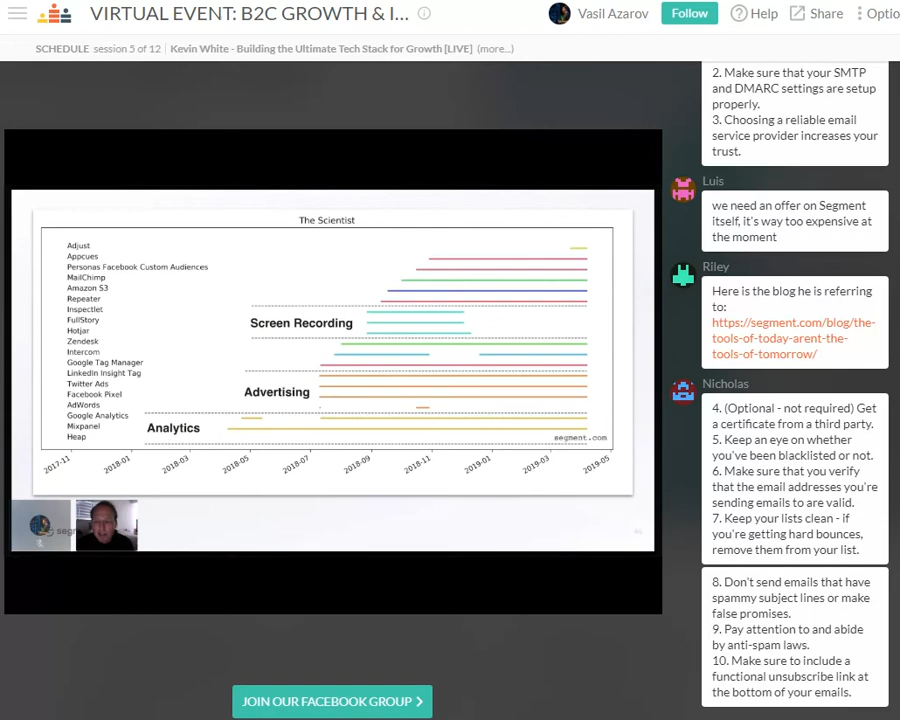 VIRTUAL EVENT: B2C GROWTH & I...
Vasil Azarov
Follow
Help
Share
Optio
SCHEDULE session 5 of 12 | Kevin White - Building the Ultimate Tech Stack for Growth [LIVE] (more...)
The Scientist
Adjust
Appcues
Personas Facebook Custom Audiences
MailChimp
Amazon S3
Repeater
Inspectlet
FullStory
Hotjar
Zendesk
Intercom
Google Tag Manager
LinkedIn Insight Tag
Twitter Ads
Facebook Pixel
AdWords
Google Analytics
Mixpanel
Heap
Screen Recording
Advertising
Analytics
segment.com
2017-11
2018-01
2018-03
2018-05
2018-07
2018-09
2018-11
2019-01
2019-03
2019-05
JOIN OUR FACEBOOK GROUP
2. Make sure that your SMTP
and DMARC settings are setup
properly.
3. Choosing a reliable email
service provider increases your
trust.
Luis
we need an offer on Segment
itself, it's way too expensive at
the moment
Riley
Here is the blog he is referring
to:
https://segment.com/blog/the-
tools-of-today-arent-the-
tools-of-tomorrow/
Nicholas
4. (Optional - not required) Get
a certificate from a third party.
5. Keep an eye on whether
you've been blacklisted or not.
6. Make sure that you verify
that the email addresses you're
sending emails to are valid.
7. Keep your lists clean - if
you're getting hard bounces,
remove them from your list.
8. Don't send emails that have
spammy subject lines or make
false promises.
9. Pay attention to and abide
by anti-spam laws.
10. Make sure to include a
functional unsubscribe link at
the bottom of your emails.